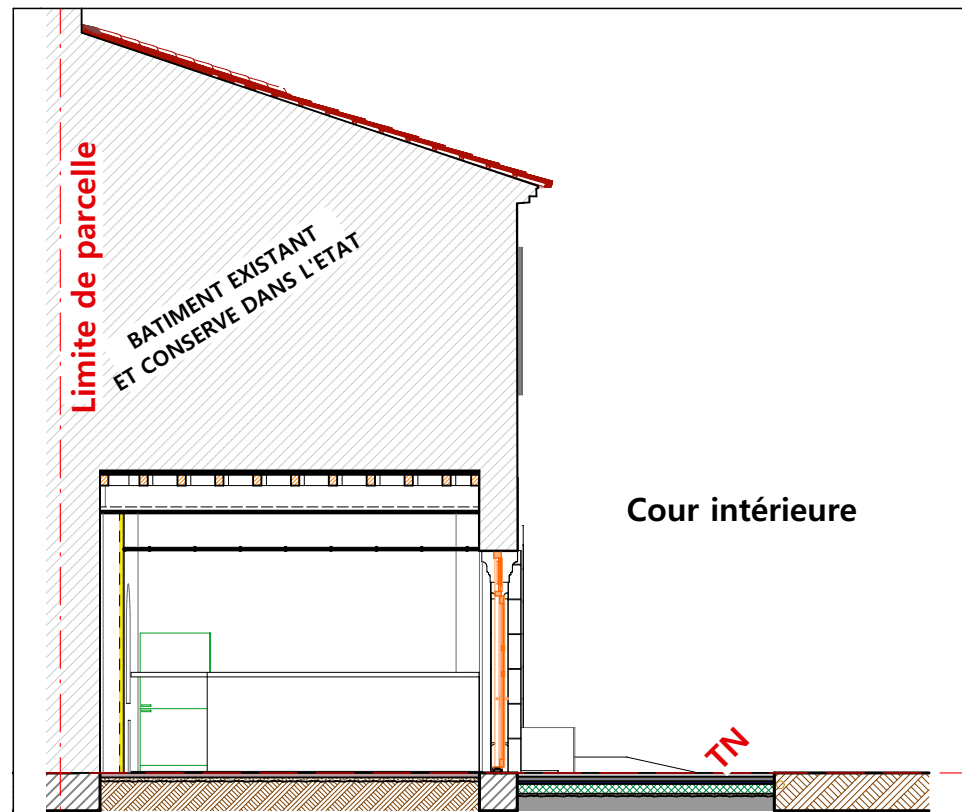 Limite de parcelle
BATIMENT EXISTANT
ET CONSERVE DANS L'ETAT
Cour intérieure
TN